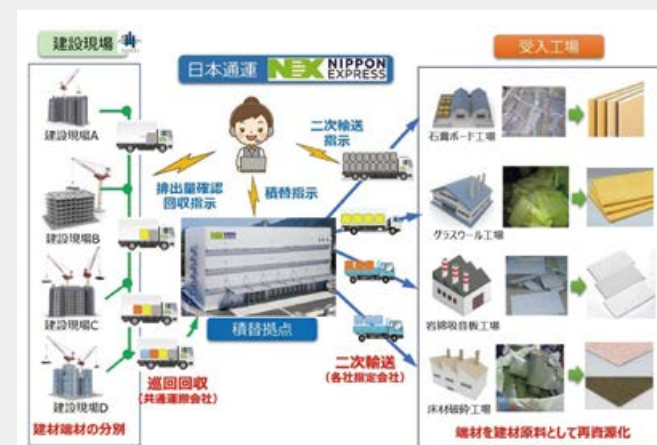 建設現場
日本通運 NEX NIPPON EXPRESS
受入工場
建設現場A
建設現場B
建設現場C
建設現場D
建材端材の分別
排出量確認
回収指示
積替指示
二次輸送
指示
NEX
積替拠点
巡回回収
(共通運搬会社)
二次輸送
(各社指定会社)
石膏ボード工場
グラスウール工場
岩綿吸音板工場
床材破砕工場
端材を建材原料として再資源化